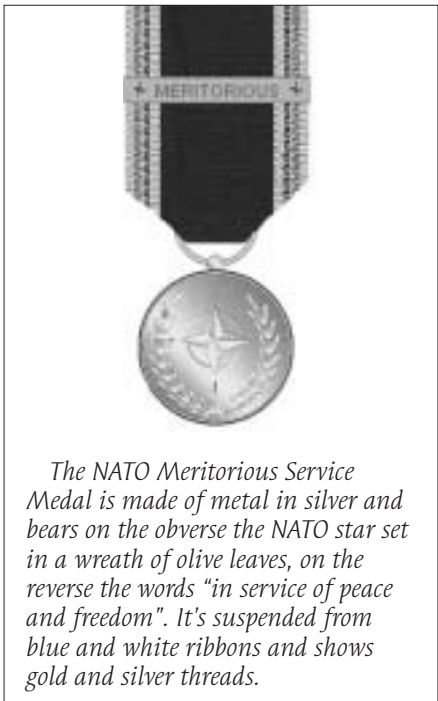 MERITORIOUS
The NATO Meritorious Service
Medal is made of metal in silver and
bears on the obverse the NATO star set
in a wreath of olive leaves, on the
reverse the words “in service of peace
and freedom”. It's suspended from
blue and white ribbons and shows
gold and silver threads.